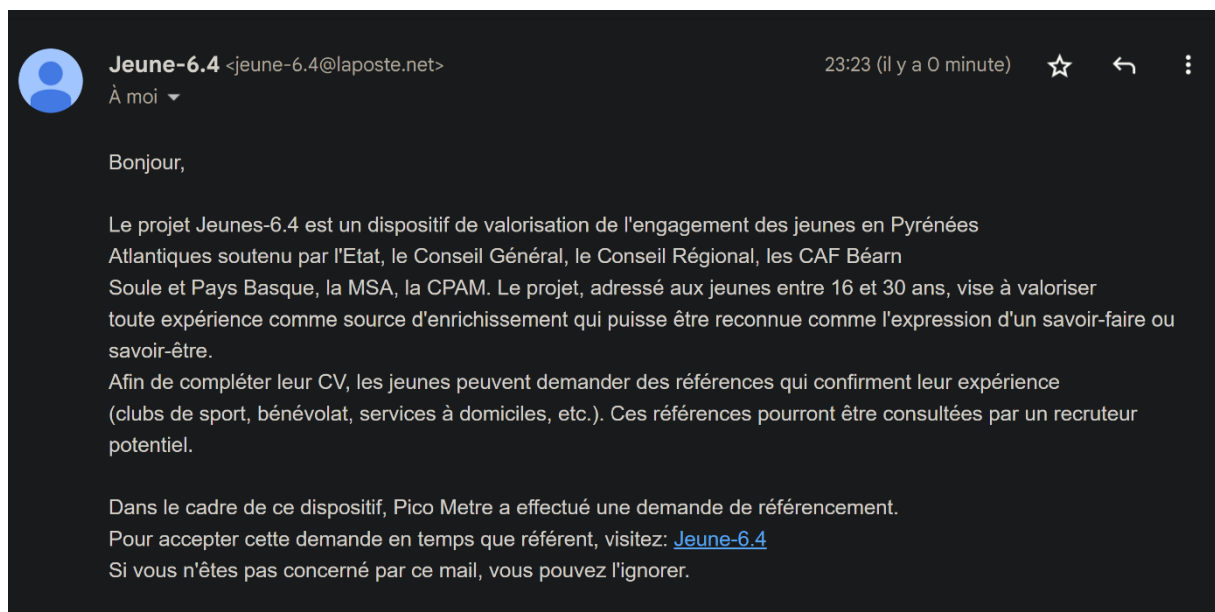 Jeune-6.4 <jeune-6.4@laposte.net>
23:23 (il y a 0 minute)
À moi
Bonjour,
Le projet Jeunes-6.4 est un dispositif de valorisation de l'engagement des jeunes en Pyrénées
Atlantiques soutenu par l'Etat, le Conseil Général, le Conseil Régional, les CAF Béarn
Soule et Pays Basque, la MSA, la CPAM. Le projet, adressé aux jeunes entre 16 et 30 ans, vise à valoriser
toute expérience comme source d'enrichissement qui puisse être reconnue comme l'expression d'un savoir-faire ou
savoir-être.
Afin de compléter leur CV, les jeunes peuvent demander des références qui confirment leur expérience
(clubs de sport, bénévolat, services à domiciles, etc.). Ces références pourront être consultées par un recruteur
potentiel.
Dans le cadre de ce dispositif, Pico Metre a effectué une demande de référencement.
Pour accepter cette demande en temps que référent, visitez: Jeune-6.4
Si vous n'êtes pas concerné par ce mail, vous pouvez l'ignorer.